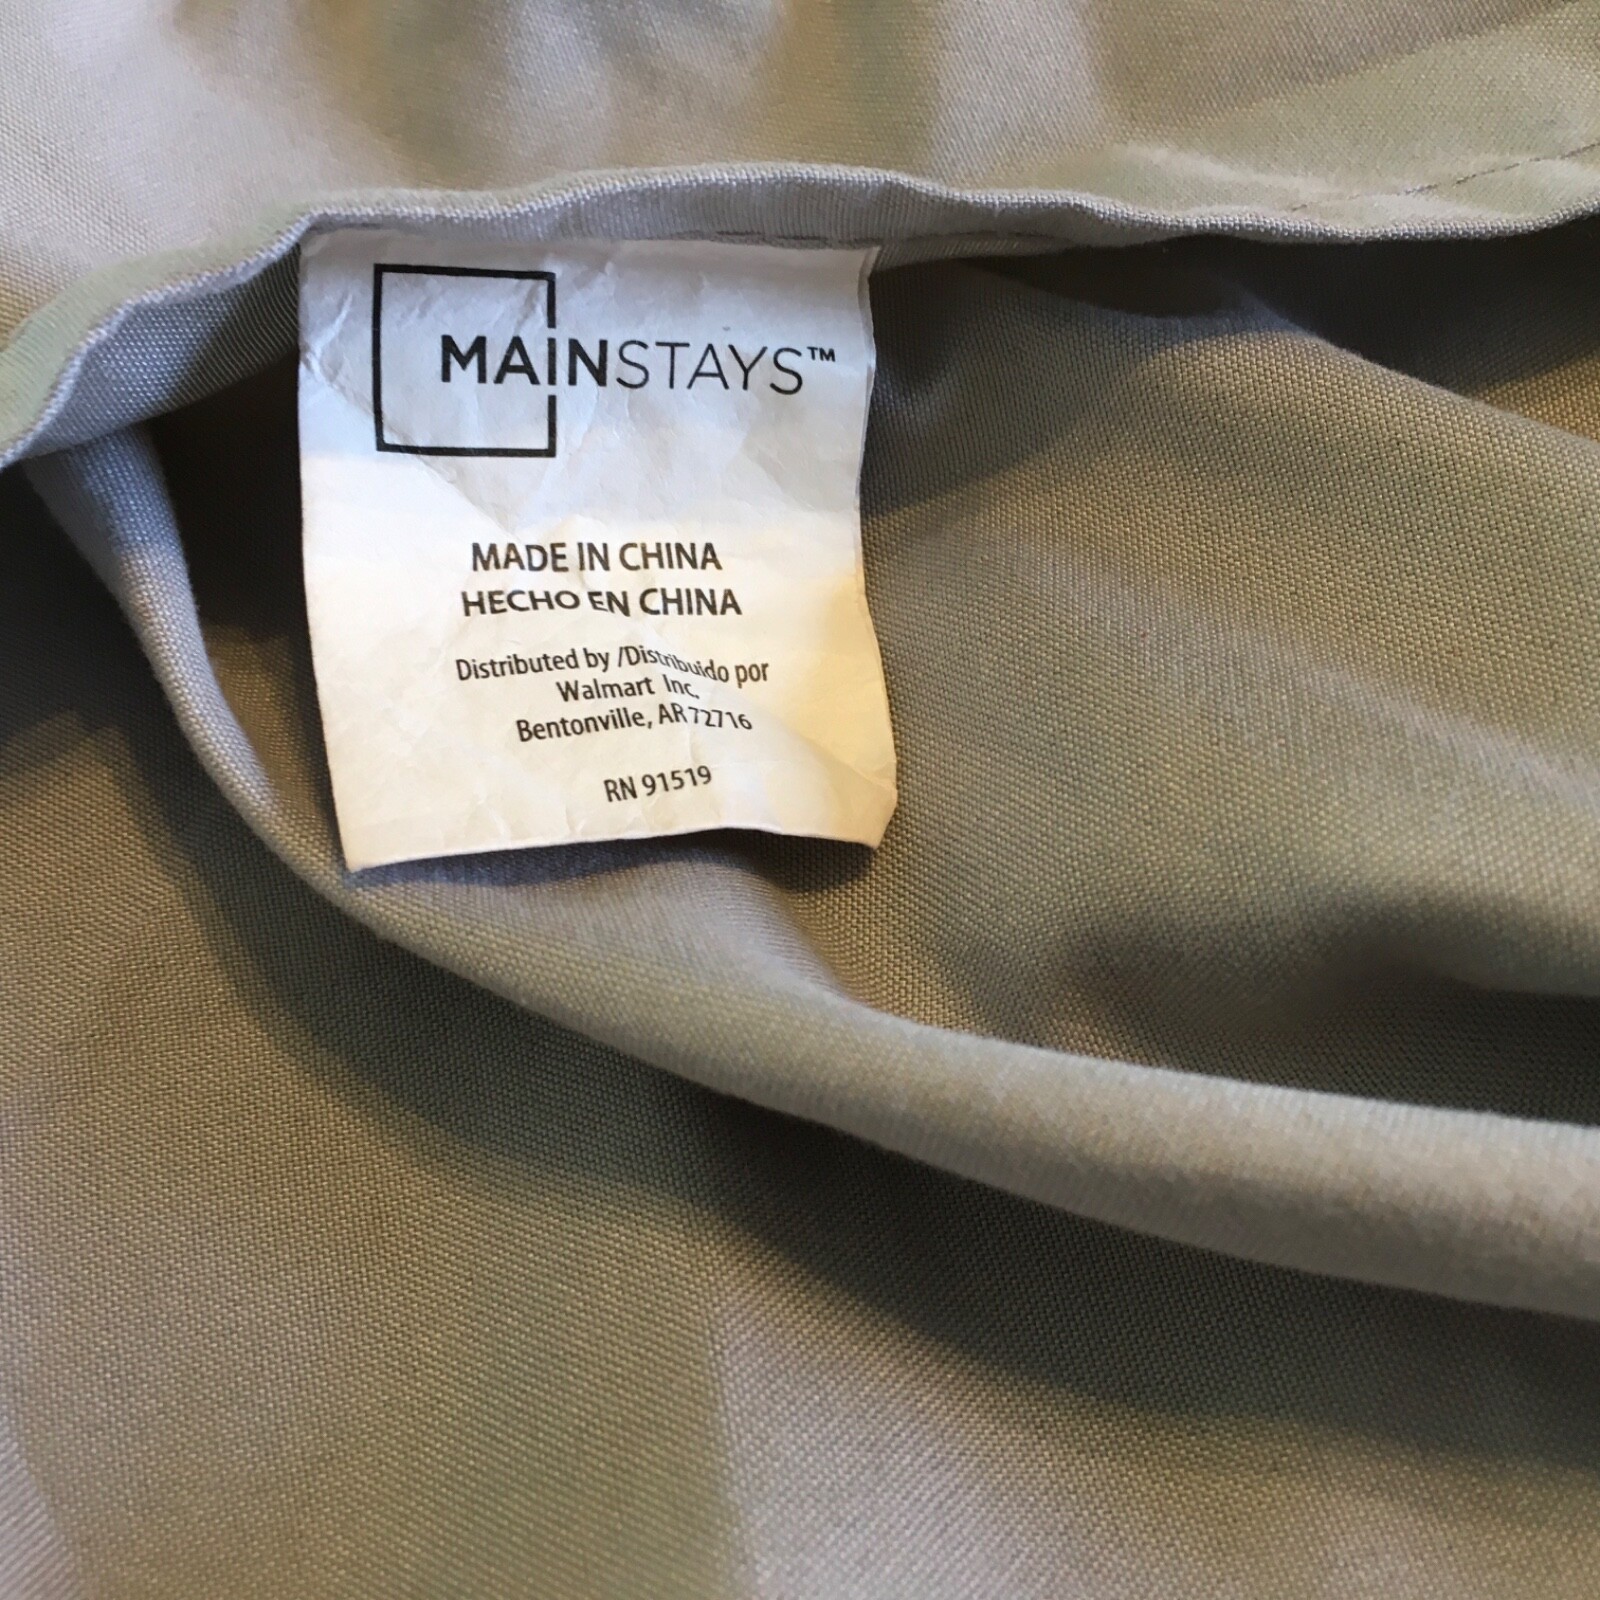 MAINSTAYS™
MADE IN CHINA
HECHO EN CHINA
Distributed by /Distribuido por
Walmart Inc.
Bentonville, AR 72716
RN 91519